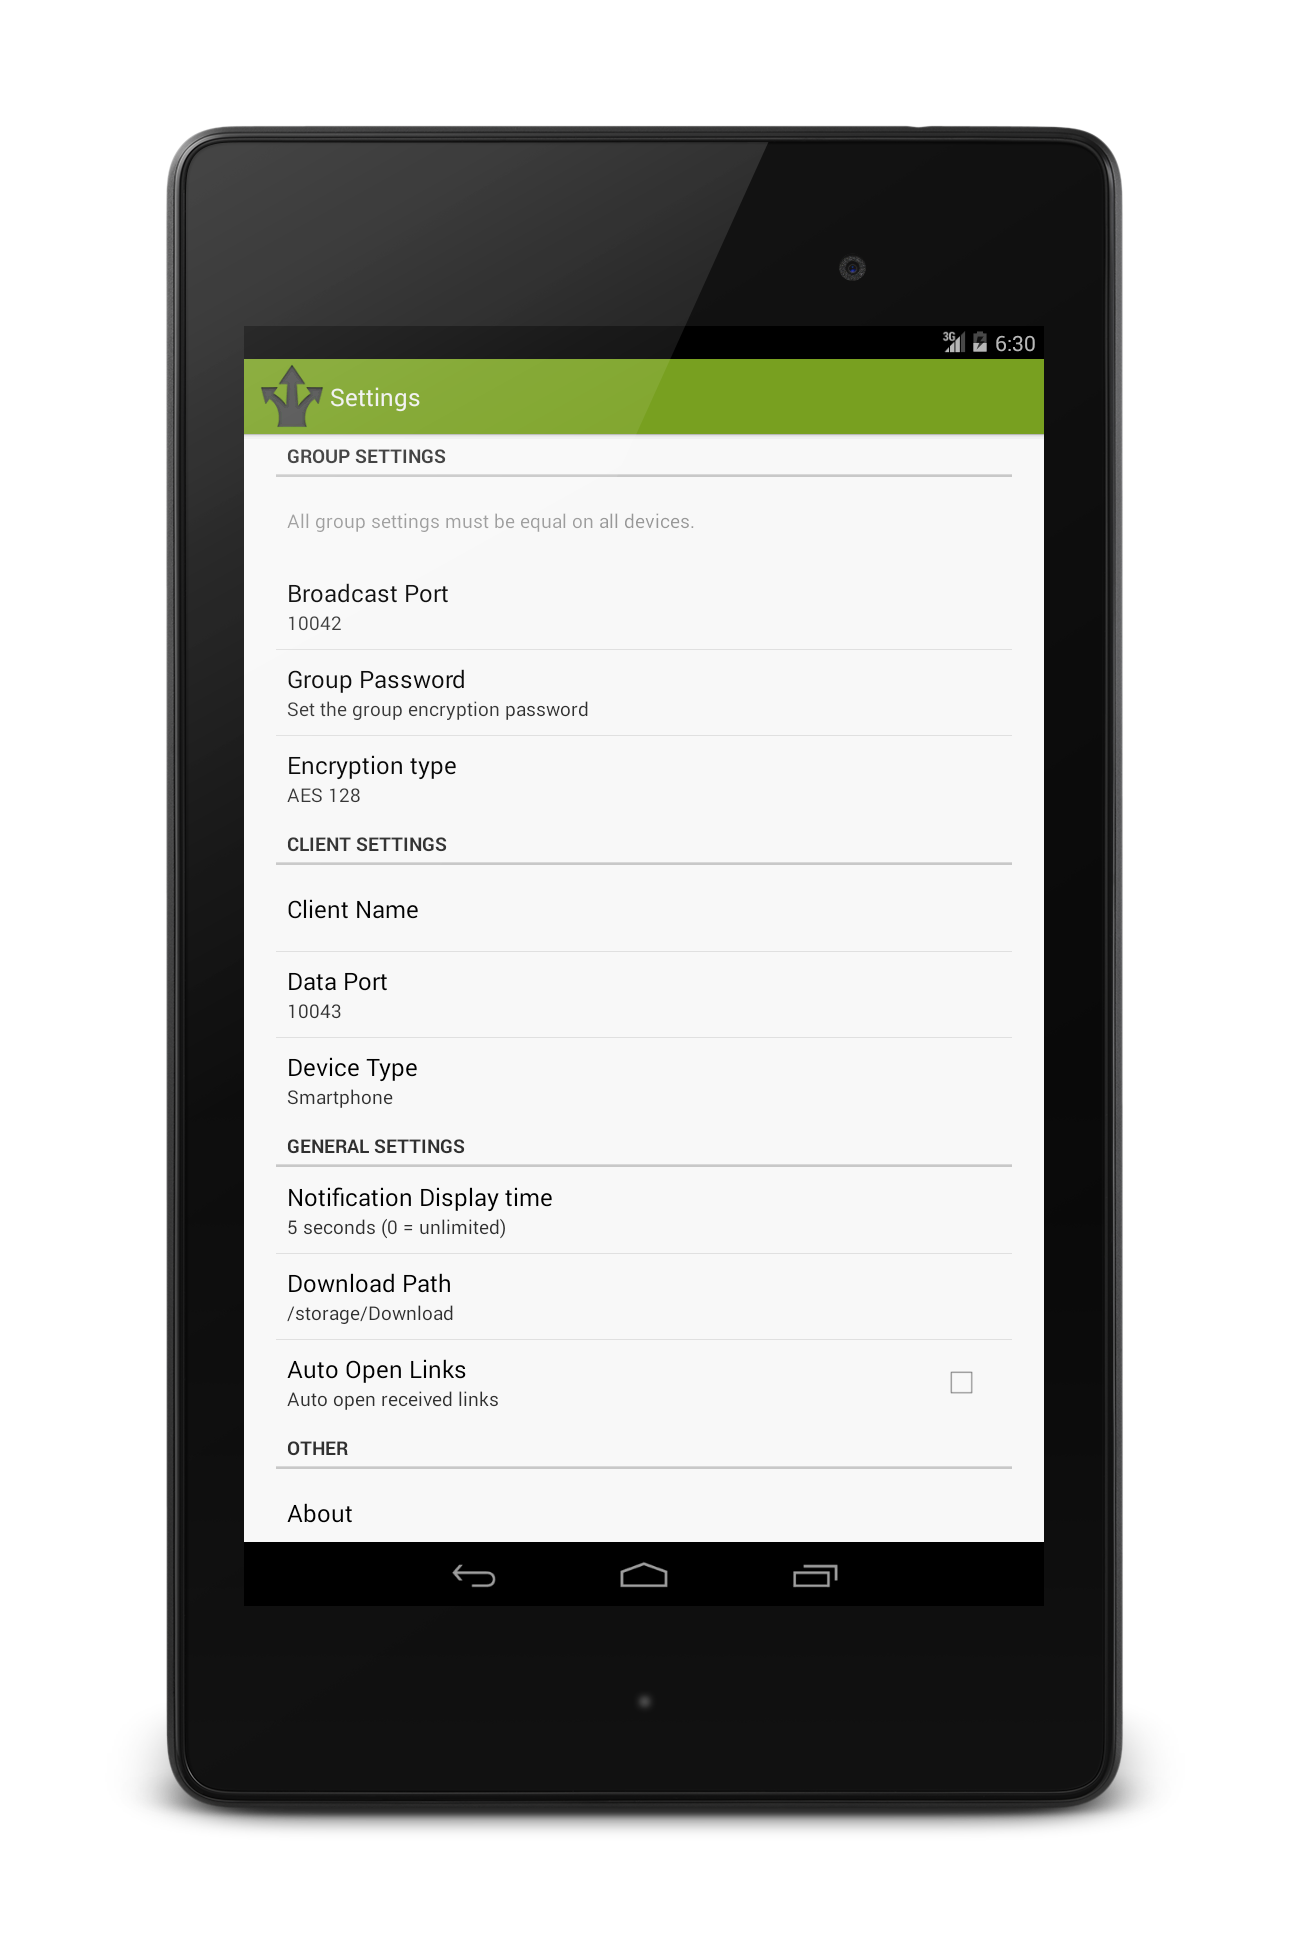 3G 6:30
Settings
GROUP SETTINGS
All group settings must be equal on all devices.
Broadcast Port
10042
Group Password
Set the group encryption password
Encryption type
AES 128
CLIENT SETTINGS
Client Name
Data Port
10043
Device Type
Smartphone
GENERAL SETTINGS
Notification Display time
5 seconds (0 = unlimited)
Download Path
/storage/Download
Auto Open Links
Auto open received links
OTHER
About